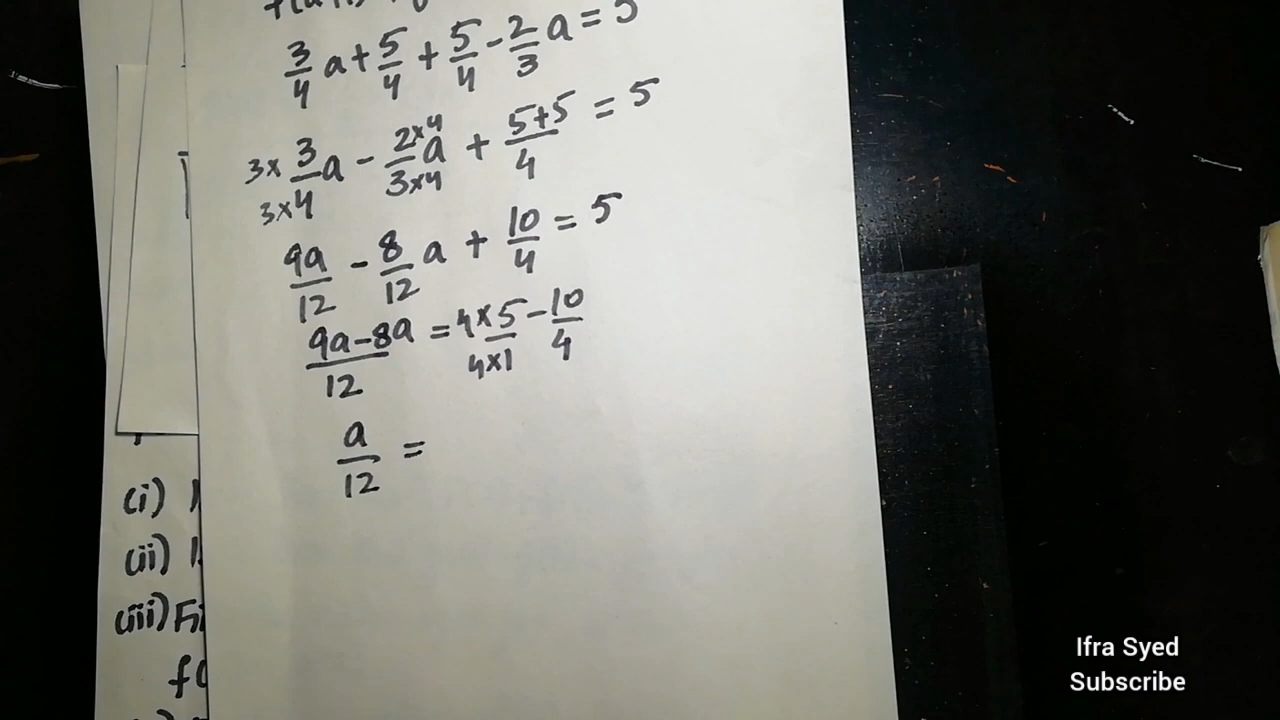 3/4 a + 5/4 + 5/4 - 2/3 a = 5
3×3/3×4 a - 2×4/3×4 a + 5+5/4 = 5
9a/12 - 8/12 a + 10/4 = 5
9a-8a/12 = 4×5/4×1 - 10/4
a/12 =
(i)
(ii)
(iii)
Ifra Syed
Subscribe